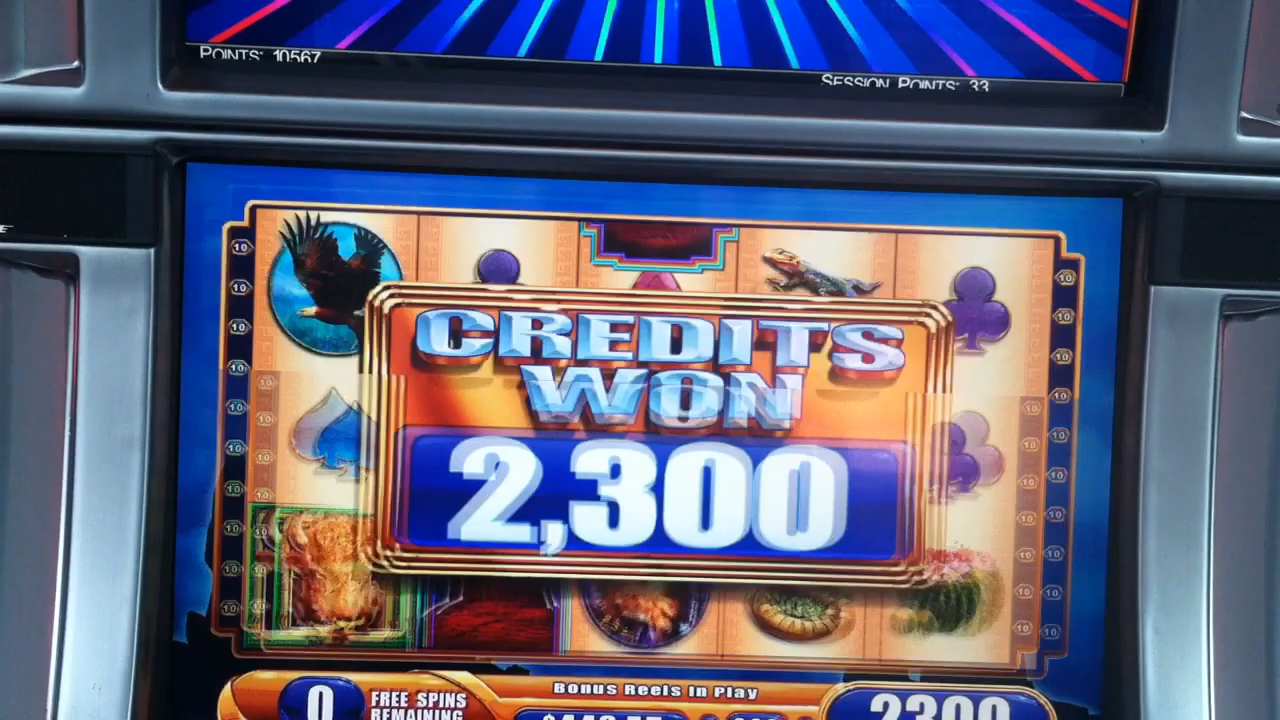 POINTS: 10567
SESSION POINTS: 33
CREDITS
WON
2,300
Bonus Reels In Play
0
FREE SPINS
REMAINING
2300